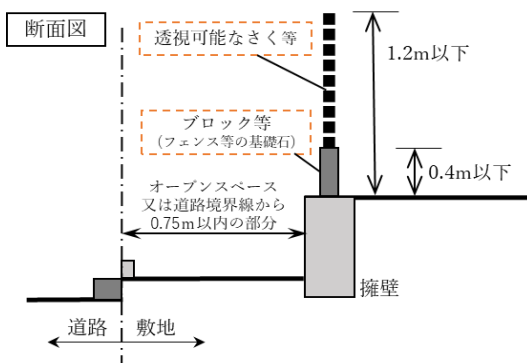 断面図
透視可能なさく等
1.2m以下
ブロック等
(フェンス等の基礎石)
0.4m以下
オープンスペース
又は道路境界線から
0.75m以内の部分
擁壁
道路
敷地